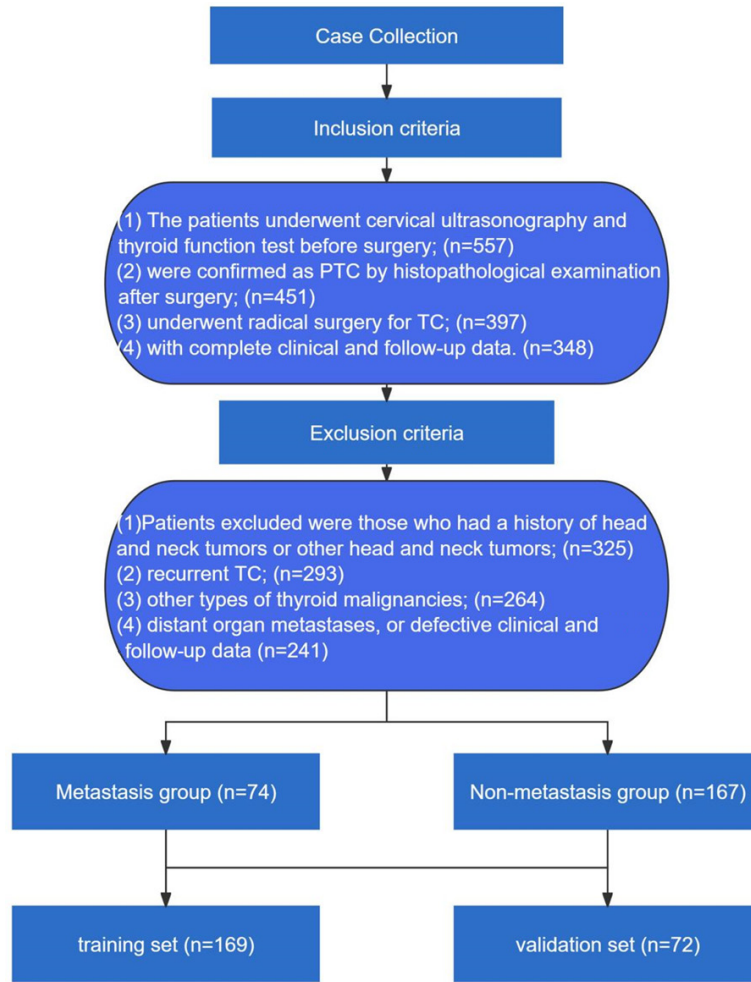 Case Collection
Inclusion criteria
(1) The patients underwent cervical ultrasonography and
thyroid function test before surgery; (n=557)
(2) were confirmed as PTC by histopathological examination
after surgery; (n=451)
(3) underwent radical surgery for TC; (n=397)
(4) with complete clinical and follow-up data. (n=348)
Exclusion criteria
(1)Patients excluded were those who had a history of head
and neck tumors or other head and neck tumors; (n=325)
(2) recurrent TC; (n=293)
(3) other types of thyroid malignancies; (n=264)
(4) distant organ metastases, or defective clinical and
follow-up data (n=241)
Metastasis group (n=74)
Non-metastasis group (n=167)
training set (n=169)
validation set (n=72)